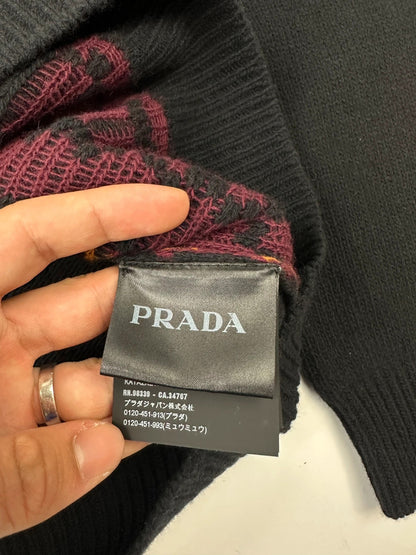 PRADA
RN.98339 - CA.34767
プラダジャパン株式会社
0120-451-913(プラダ)
0120-451-993(ミュウミュウ)